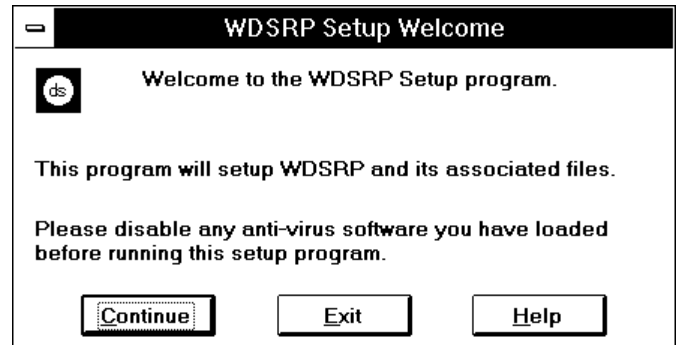 WDSRP Setup Welcome
ds
Welcome to the WDSRP Setup program.
This program will setup WDSRP and its associated files.
Please disable any anti-virus software you have loaded
before running this setup program.
Continue Exit Help